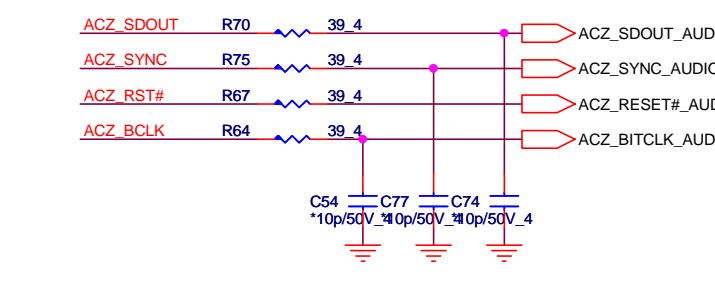 ACZ_SDOUT R70 39_4 ACZ_SDOUT_AUD
ACZ_SYNC R75 39_4 ACZ_SYNC_AUDIO
ACZ_RST# R67 39_4 ACZ_RESET#_AUD
ACZ_BCLK R64 39_4 ACZ_BITCLK_AUD
C54 C77 C74
*10p/50V_4 *10p/50V_4 *10p/50V_4